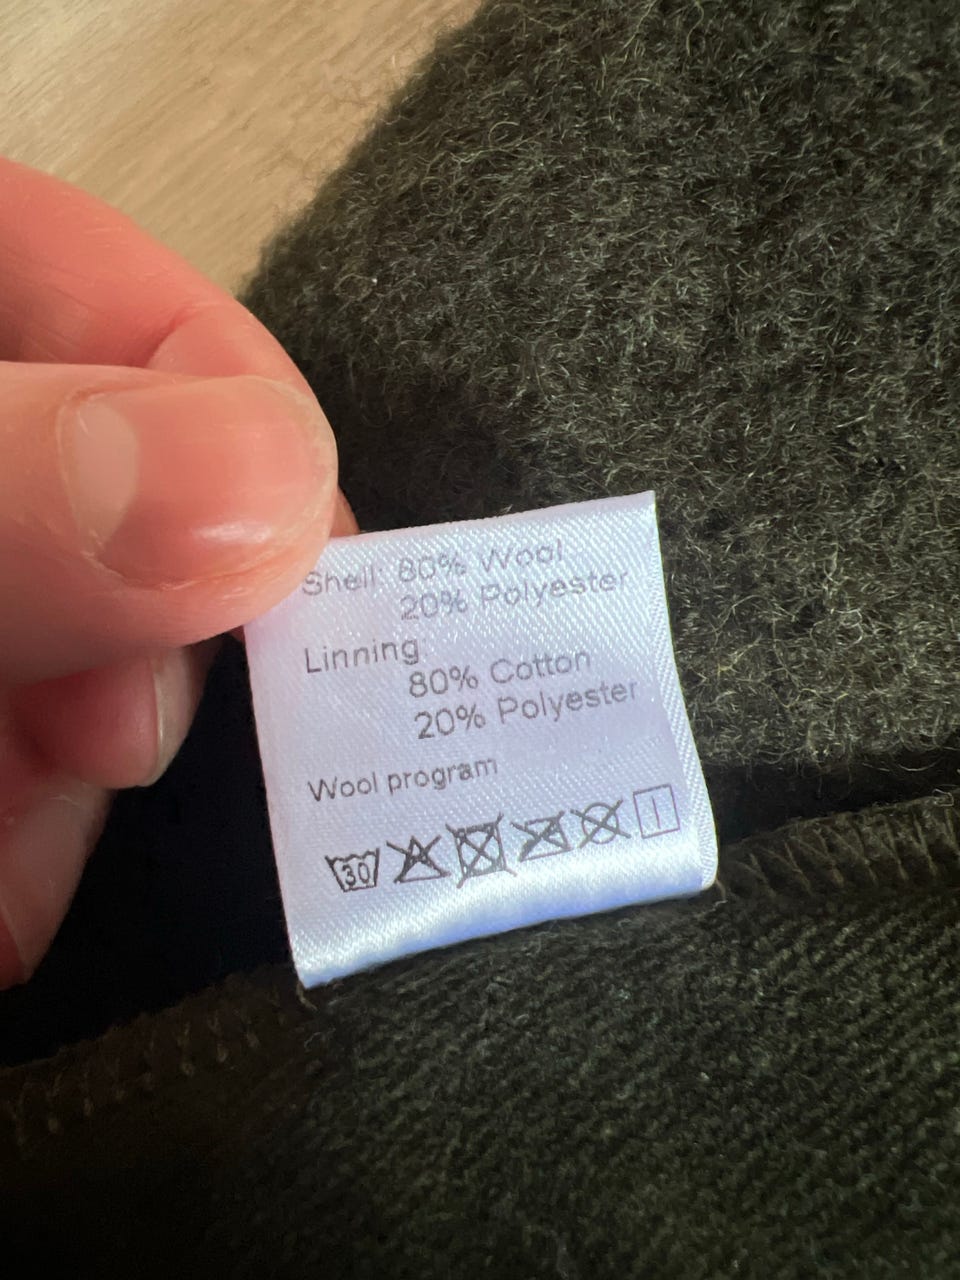 Shell: 80% Wool
20% Polyester
Linning:
80% Cotton
20% Polyester
Wool program
30